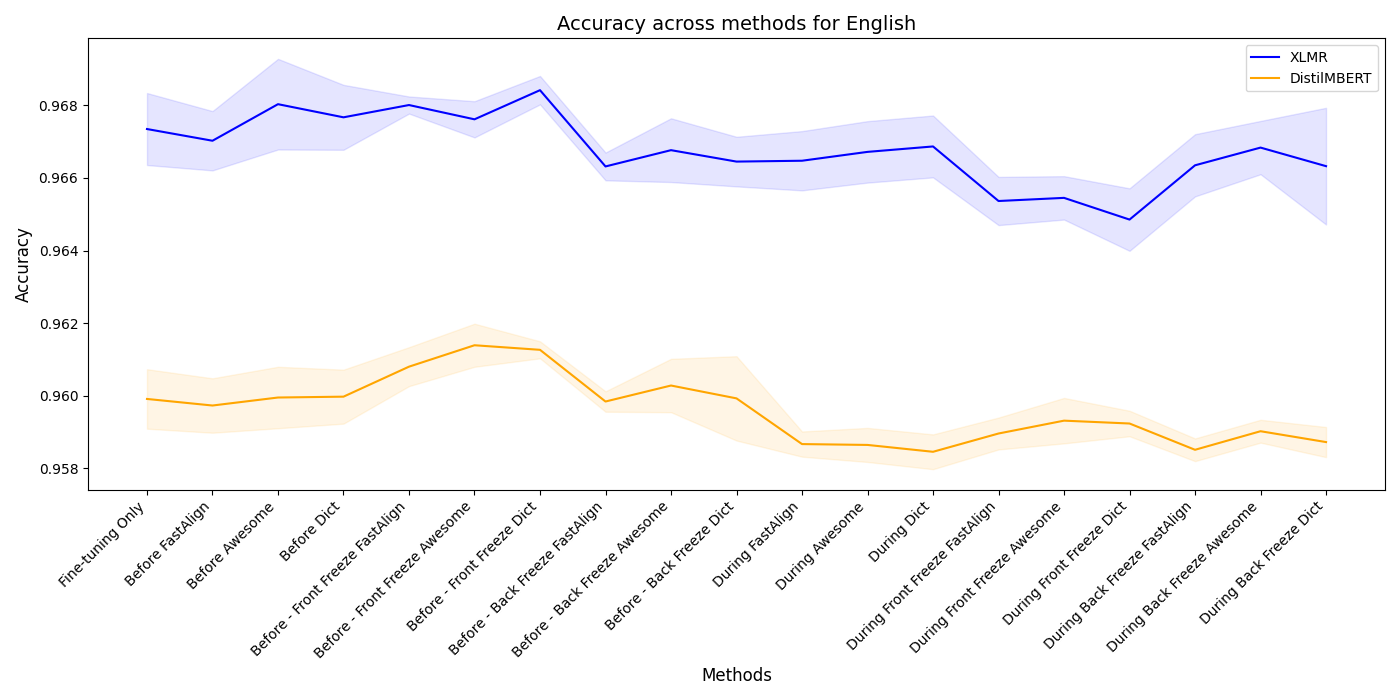 Accuracy across methods for English
XLMR
DistilMBERT
Accuracy
0.968
0.966
0.964
0.962
0.960
0.958
Fine-tuning Only
Before FastAlign
Before Awesome
Before Dict
Before - Front Freeze FastAlign
Before - Front Freeze Awesome
Before - Front Freeze Dict
Before - Back Freeze FastAlign
Before - Back Freeze Awesome
Before - Back Freeze Dict
During FastAlign
During Awesome
During Dict
During Front Freeze FastAlign
During Front Freeze Awesome
During Front Freeze Dict
During Back Freeze FastAlign
During Back Freeze Awesome
During Back Freeze Dict
Methods